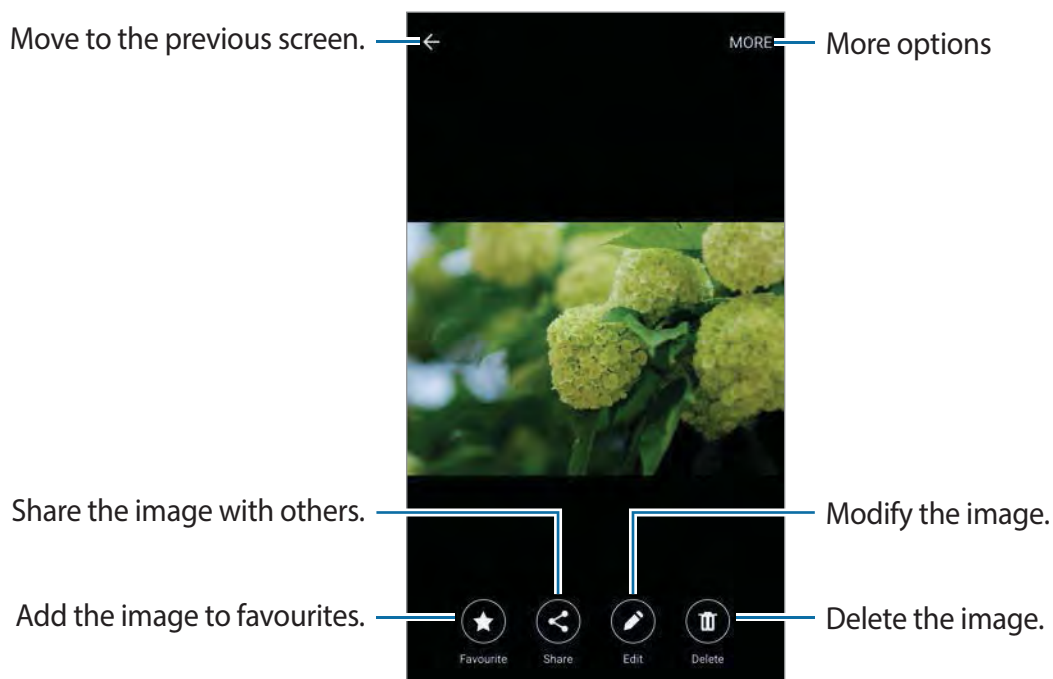 Move to the previous screen.
MORE
More options
Share the image with others.
Modify the image.
Add the image to favourites.
Delete the image.
Favourite
Share
Edit
Delete